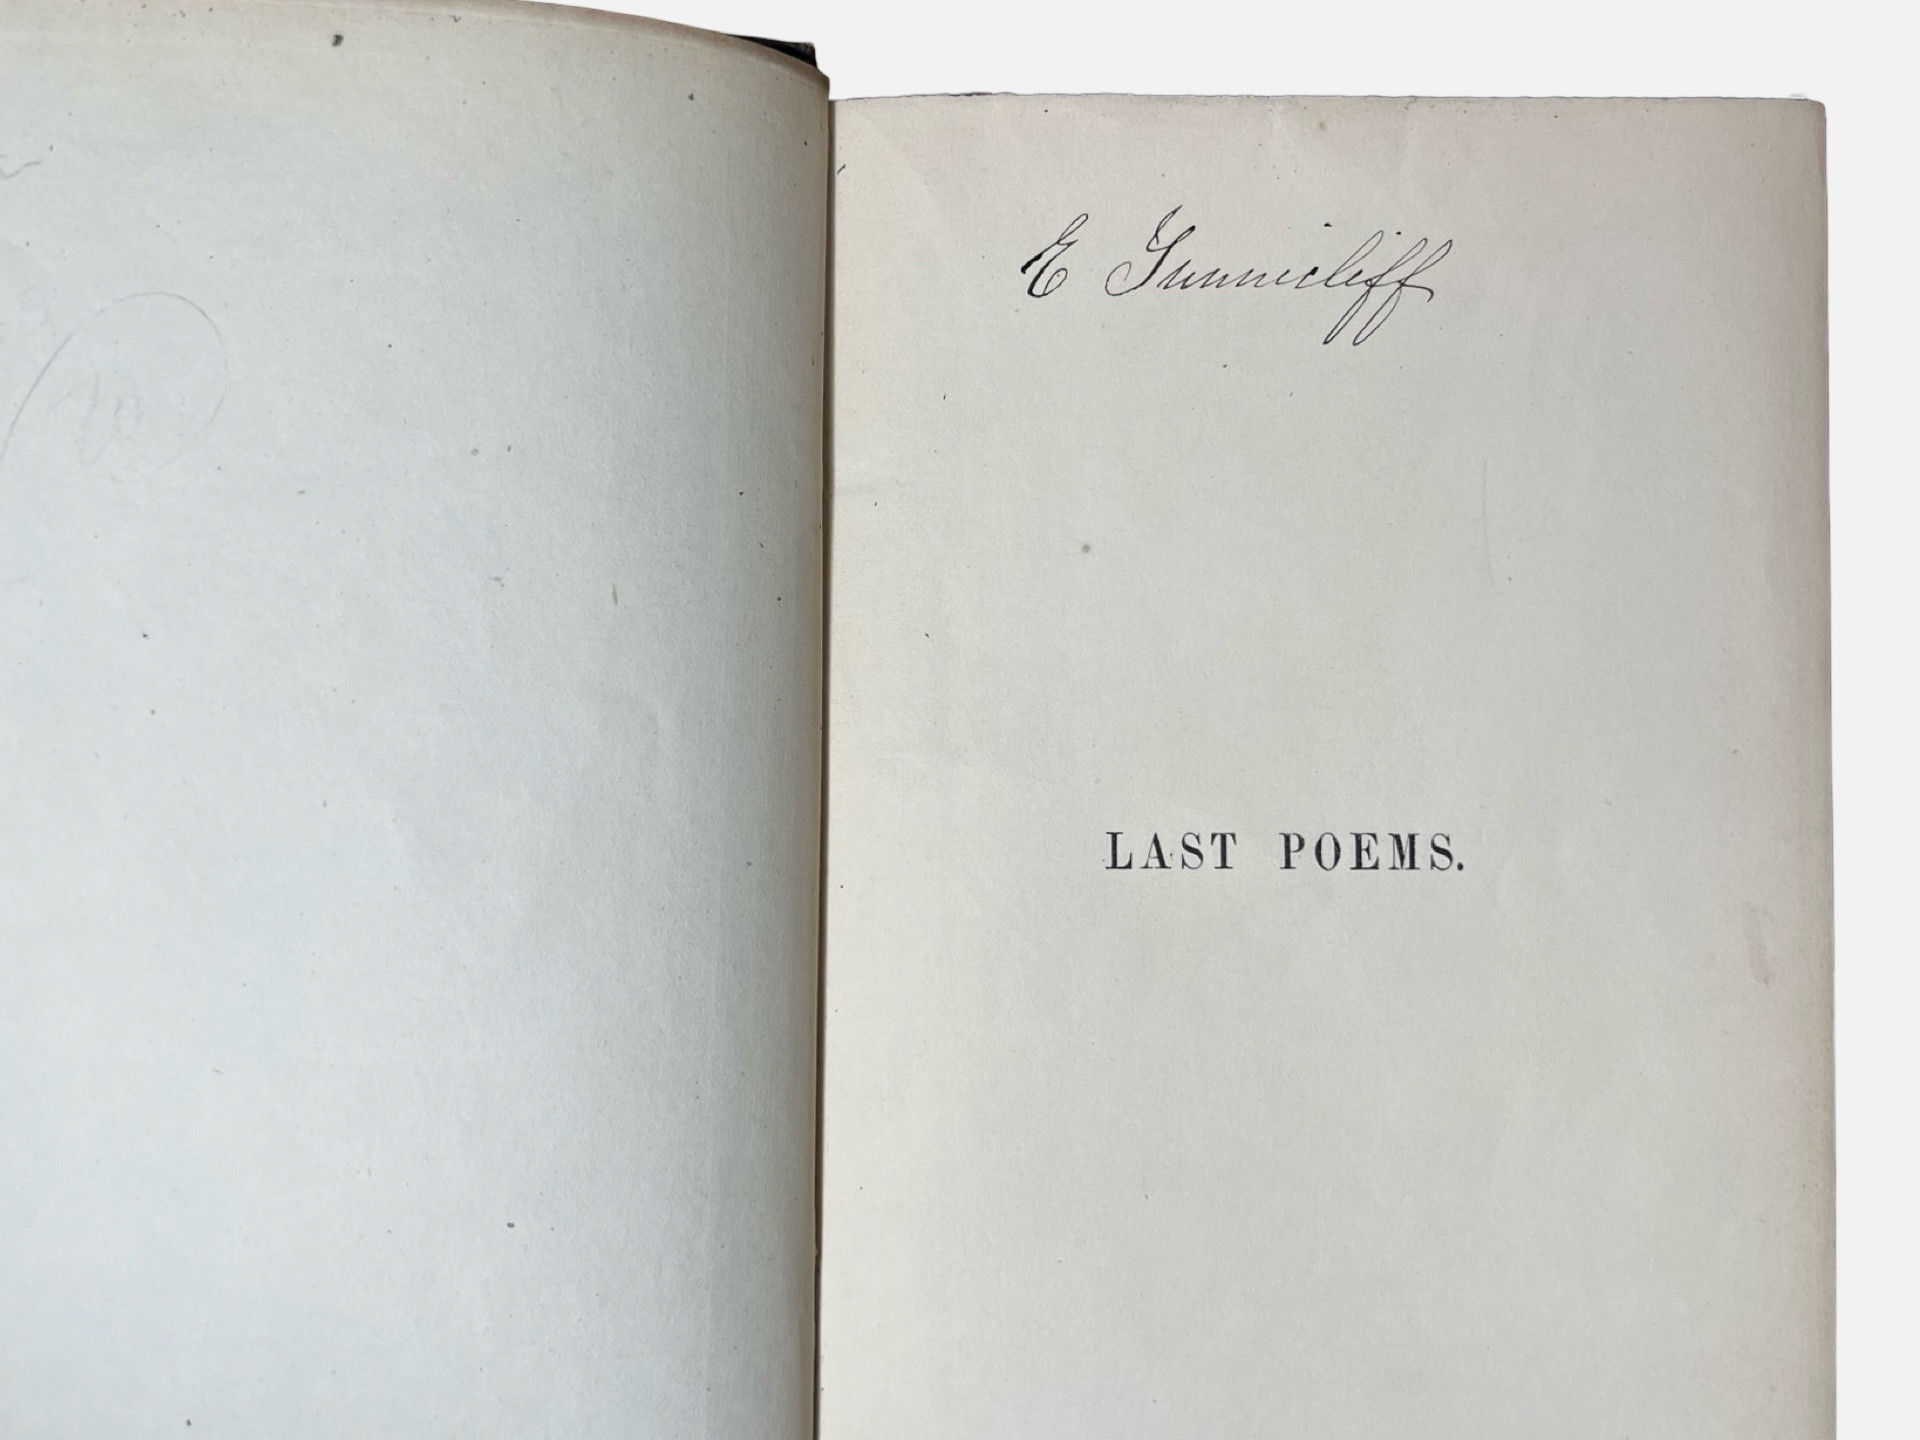 E Tunnicliff
LAST POEMS.